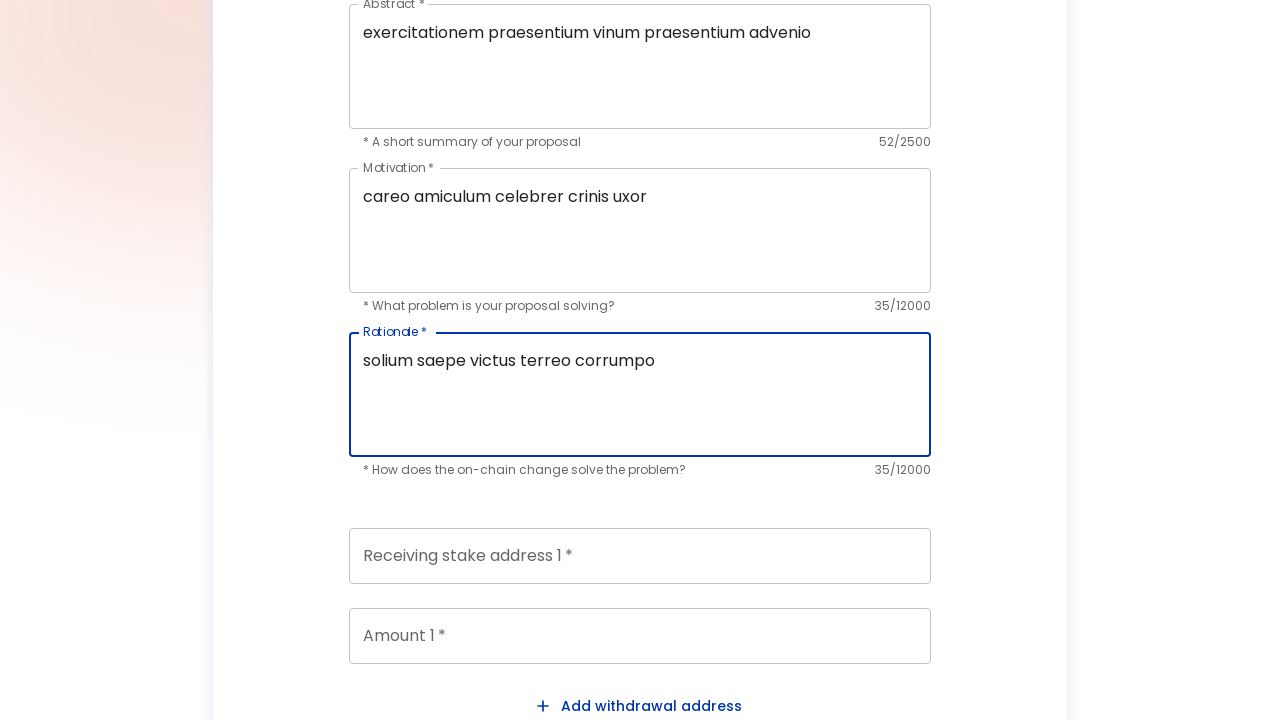 Abstract *
exercitationem praesentium vinum praesentium advenio
* A short summary of your proposal 52/2500
Motivation *
careo amiculum celebrer crinis uxor
* What problem is your proposal solving? 35/12000
Rationale *
solium saepe victus terreo corrumpo
* How does the on-chain change solve the problem? 35/12000
Receiving stake address 1 *
Amount 1 *
+ Add withdrawal address